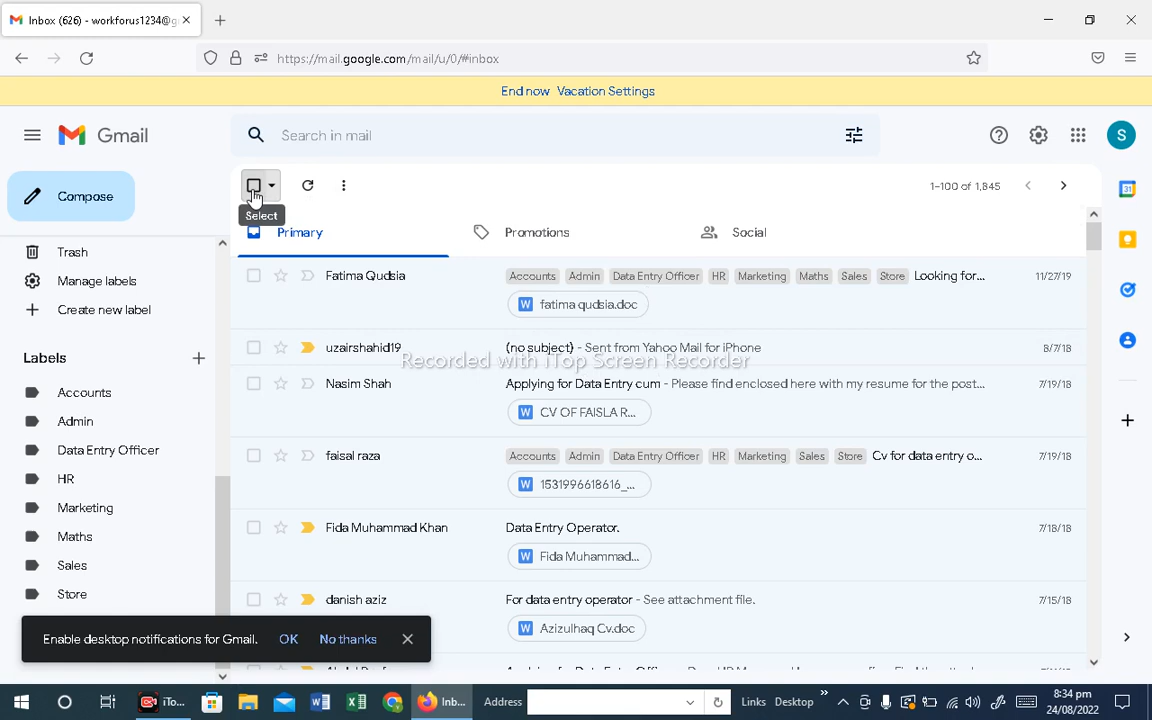 Inbox (626) - workforus1234@g
https://mail.google.com/mail/u/0/#inbox
End now Vacation Settings
Gmail
Search in mail
S
Compose
1-100 of 1,845
Select
Primary
Promotions
Social
Trash
Manage labels
Create new label
Labels
Accounts
Admin
Data Entry Officer
HR
Marketing
Maths
Sales
Store
Fatima Qudsia Accounts Admin Data Entry Officer HR Marketing Maths Sales Store Looking for... 11/27/19
W fatima qudsia.doc
uzairshahid19 (no subject) - Sent from Yahoo Mail for iPhone 8/7/18
Recorded with iTop Screen Recorder
Nasim Shah Applying for Data Entry cum - Please find enclosed here with my resume for the post... 7/19/18
W CV OF FAISLA R...
faisal raza Accounts Admin Data Entry Officer HR Marketing Sales Store Cv for data entry o... 7/19/18
W 1531996618616_...
Fida Muhammad Khan Data Entry Operator. 7/18/18
W Fida Muhammad...
danish aziz For data entry operator - See attachment file. 7/15/18
W Azizulhaq Cv.doc
Enable desktop notifications for Gmail. OK No thanks
iTo...
Inb...
Address
Links
Desktop
8:34 pm
24/08/2022